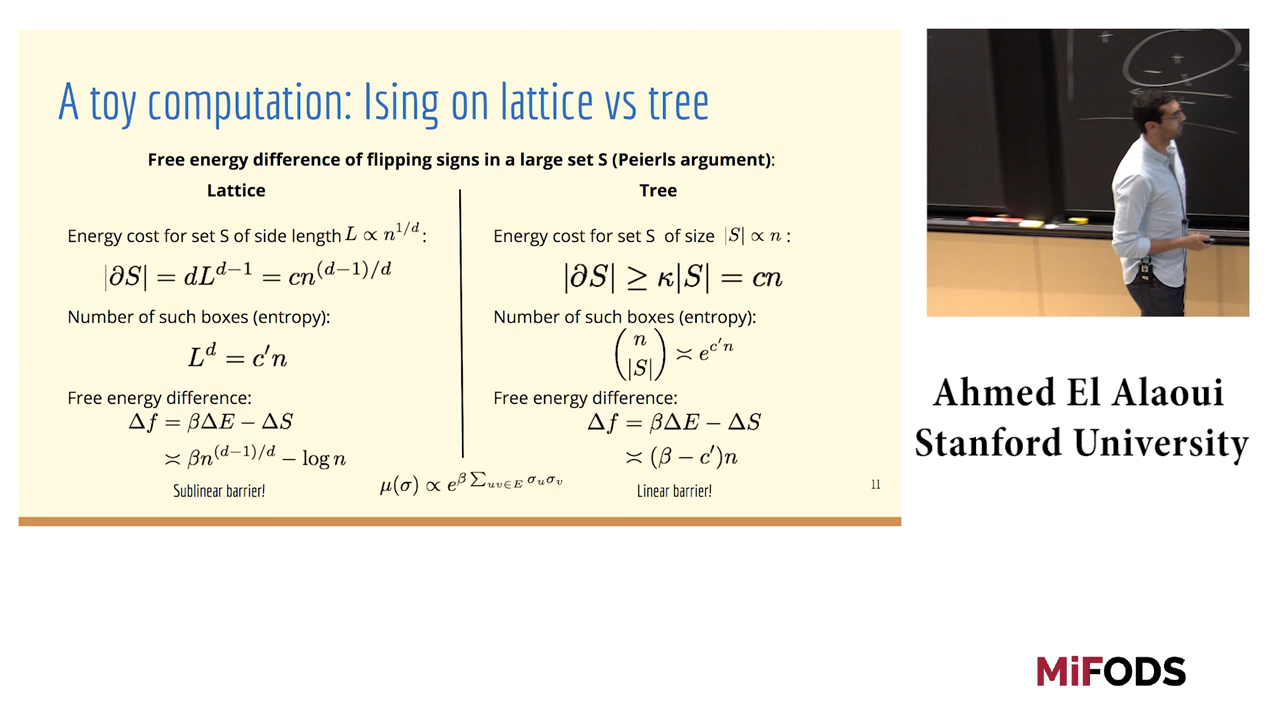 A toy computation: Ising on lattice vs tree
Free energy difference of flipping signs in a large set S (Peierls argument):
Lattice
Energy cost for set S of side length L ∝ n^{1/d} :
|∂S| = dL^{d−1} = cn^{(d−1)/d}
Number of such boxes (entropy):
L^d = c′n
Free energy difference:
Δf = βΔE − ΔS
≍ βn^{(d−1)/d} − log n
Sublinear barrier!
Tree
Energy cost for set S of size |S| ∝ n :
|∂S| ≥ κ|S| = cn
Number of such boxes (entropy):
(n |S|) ≍ e^{c′n}
Free energy difference:
Δf = βΔE − ΔS
≍ (β − c′)n
Linear barrier!
μ(σ) ∝ e^{β ∑_{uv∈E} σ_u σ_v}
11
Ahmed El Alaoui
Stanford University
MiFODS